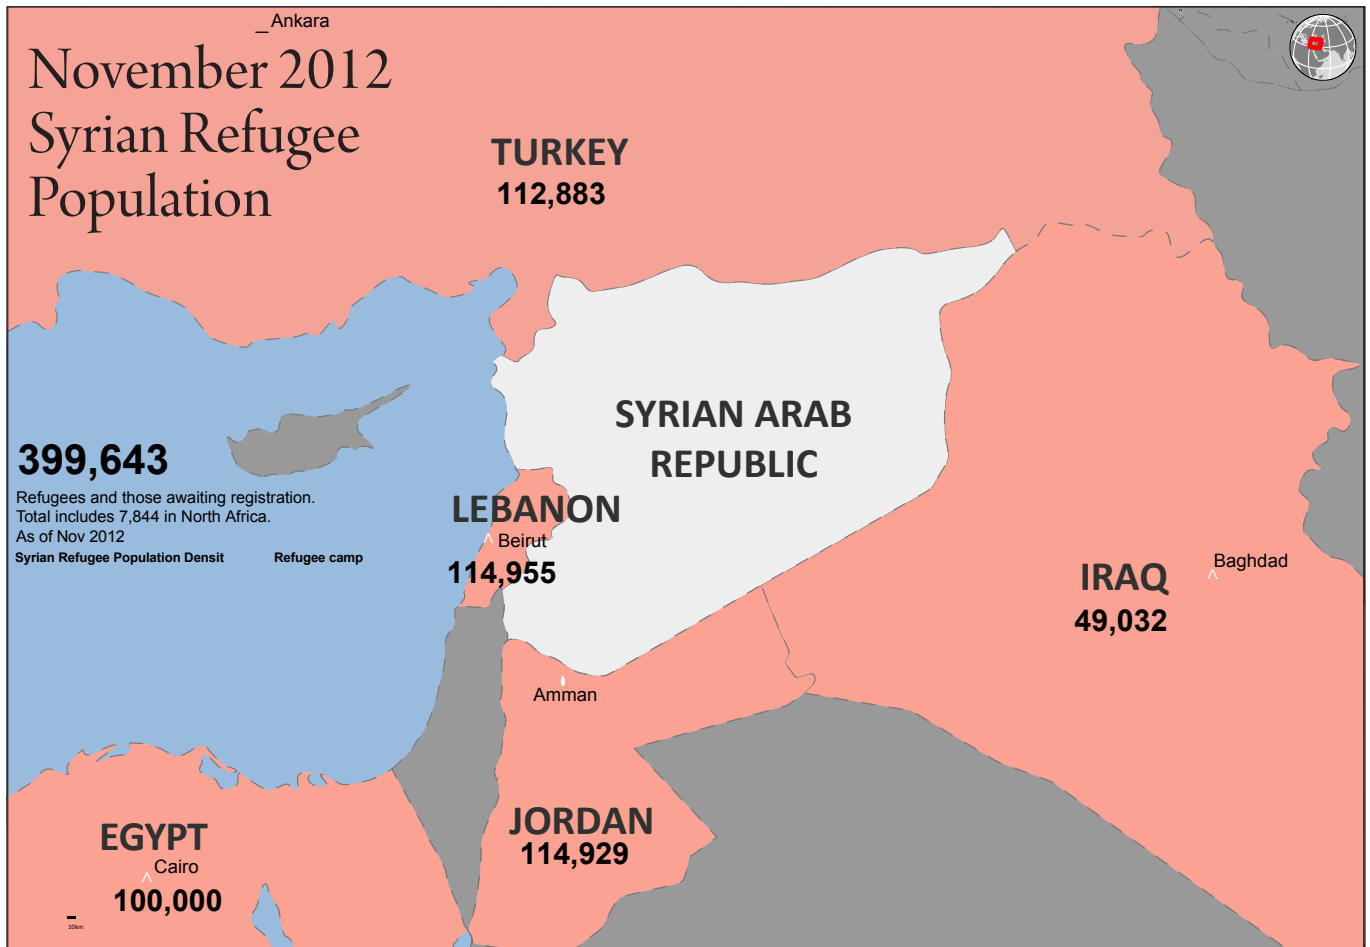 Ankara
November 2012
Syrian Refugee
Population
TURKEY
112,883
SYRIAN ARAB
REPUBLIC
399,643
Refugees and those awaiting registration.
Total includes 7,844 in North Africa.
As of Nov 2012
Syrian Refugee Population Densit Refugee camp
LEBANON
Beirut
114,955
Baghdad
IRAQ
49,032
Amman
JORDAN
114,929
EGYPT
Cairo
100,000
10km